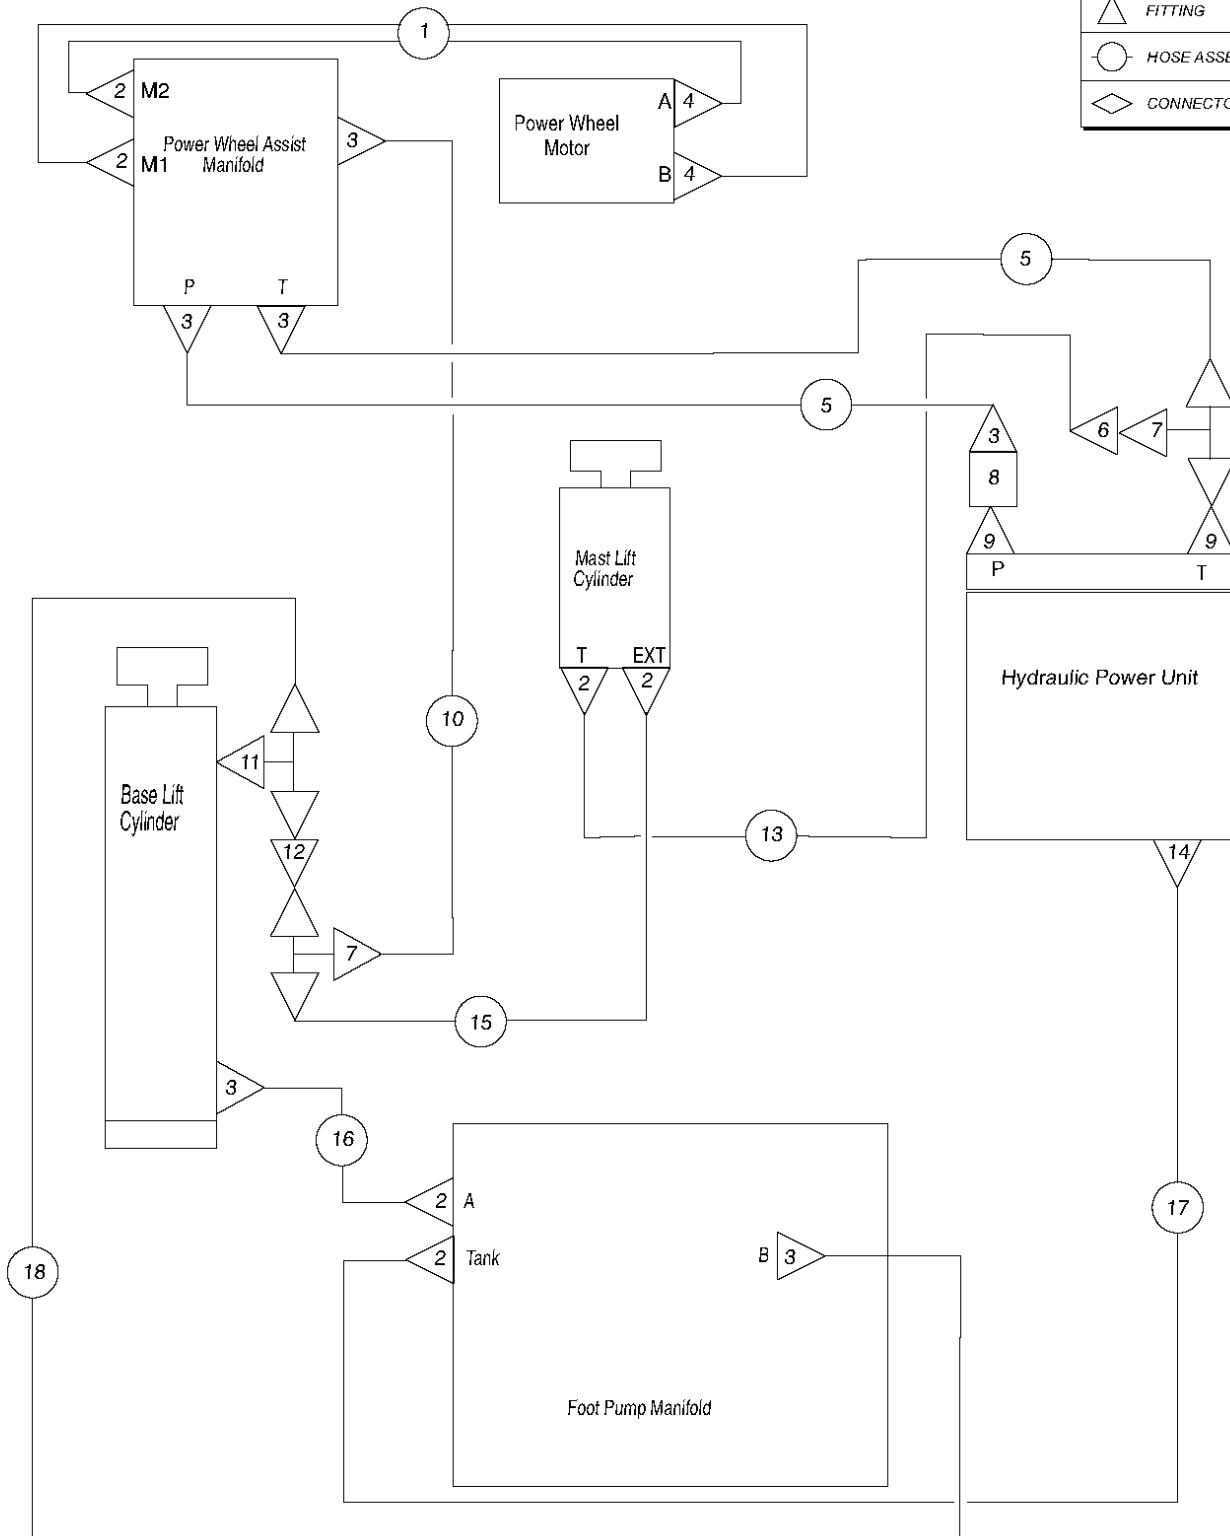 FITTING
1
HOSE ASSE
CONNECTO
2 M2
A 4
Power Wheel
Motor
Power Wheel Assist
Manifold
3
2 M1
B 4
5
P T
3 3
5
3
6 7
8
9 9
P T
Mast Lift
Cylinder
T EXT
2 2
Hydraulic Power Unit
10
11
Base Lift
Cylinder
12
13
14
7
15
3
16
2 A
17
2 Tank
B 3
18
Foot Pump Manifold